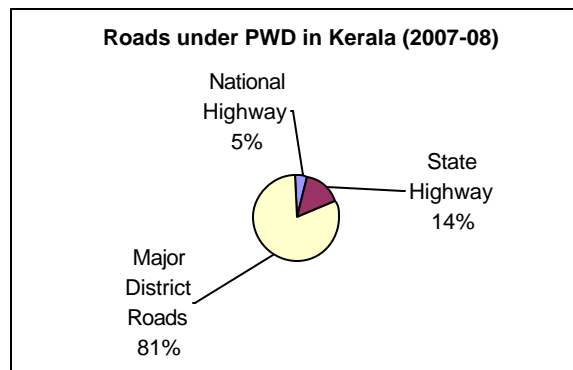 Roads under PWD in Kerala (2007-08)
National
Highway
5%
State
Highway
14%
Major
District
Roads
81%